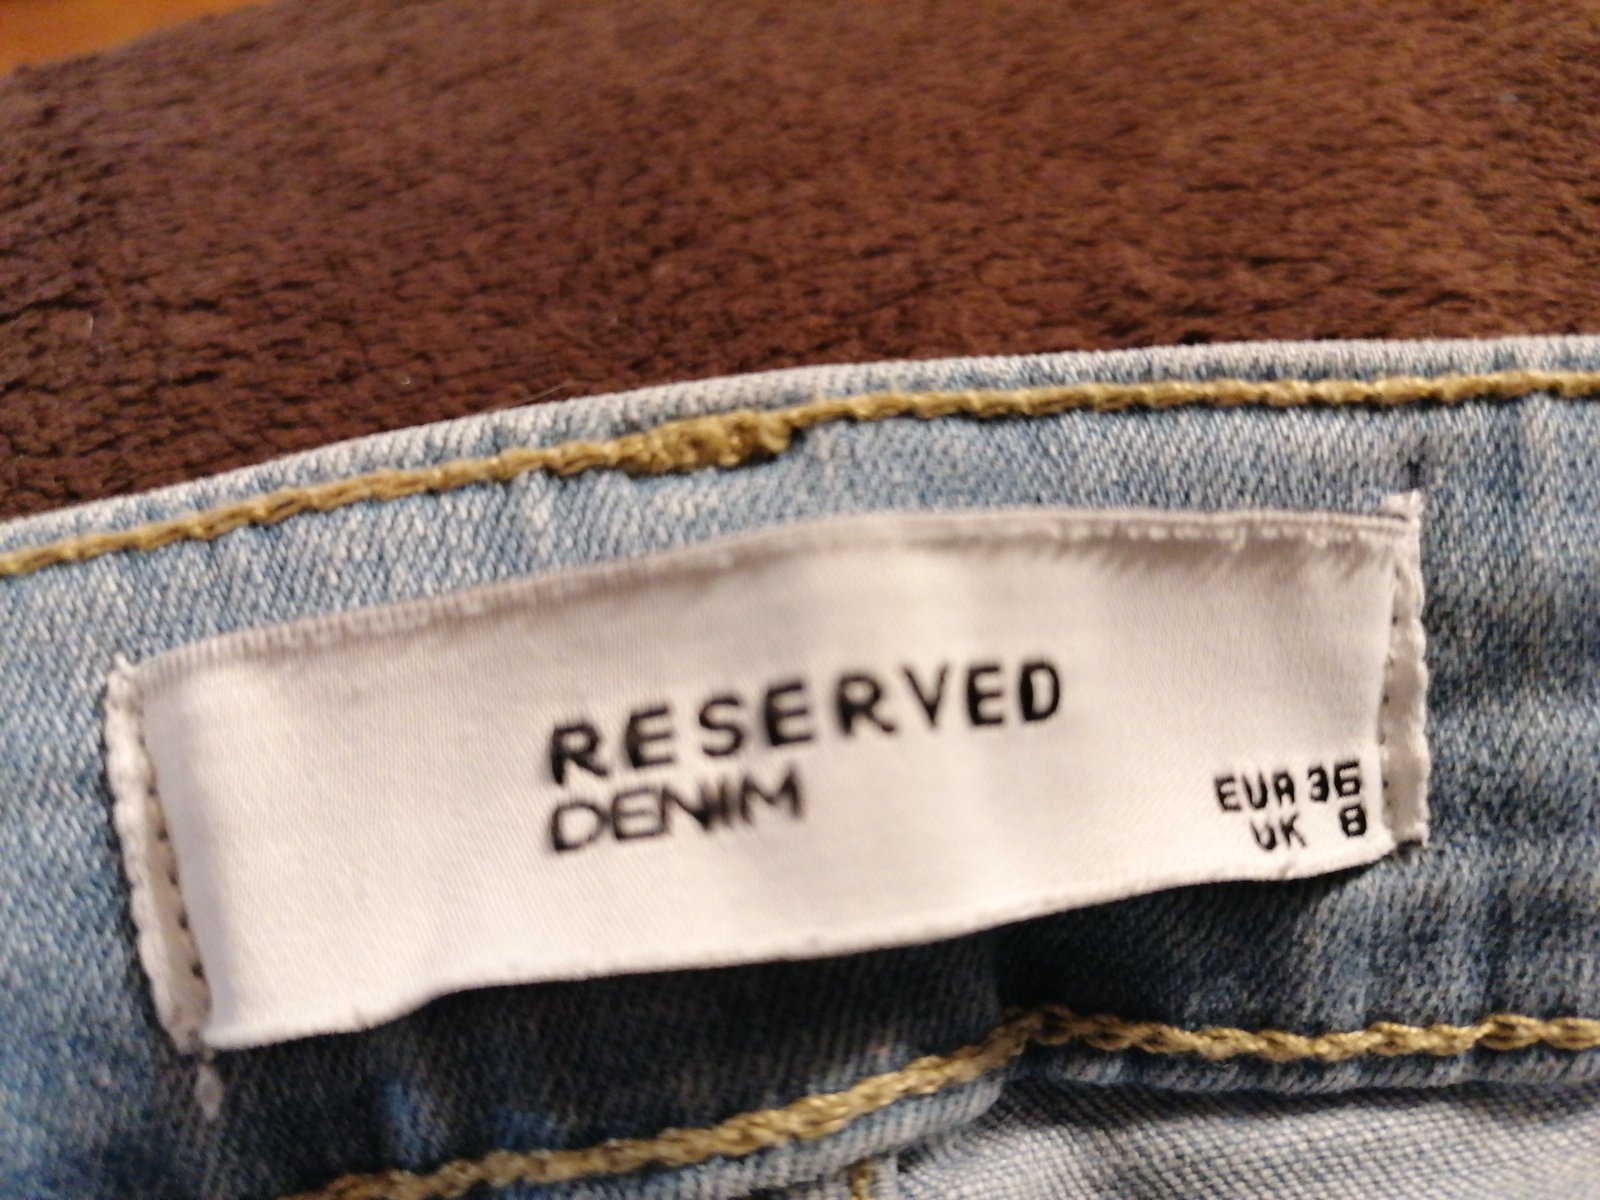 RESERVED
DENIM
EUR 36
UK 8